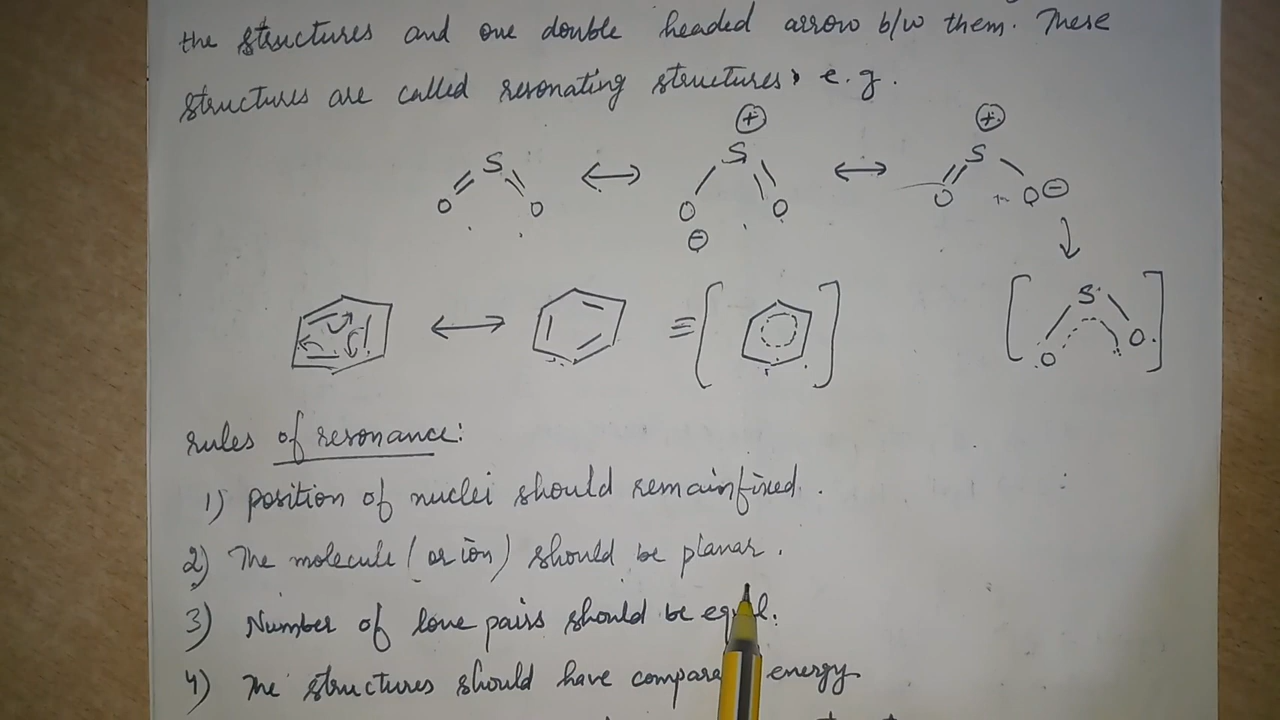 the structures and one double headed arrow b/w them. These
structures are called resonating structures, e.g.
S O O ↔ ⊕ S O ⊖ O ↔ ⊕ S O O ⊖
↔ ≡ [ ] [ S O O ]
rules of resonance:
1) position of nuclei should remain fixed.
2) The molecule (or ion) should be planar.
3) Number of lone pairs should be equal.
4) The structures should have energy